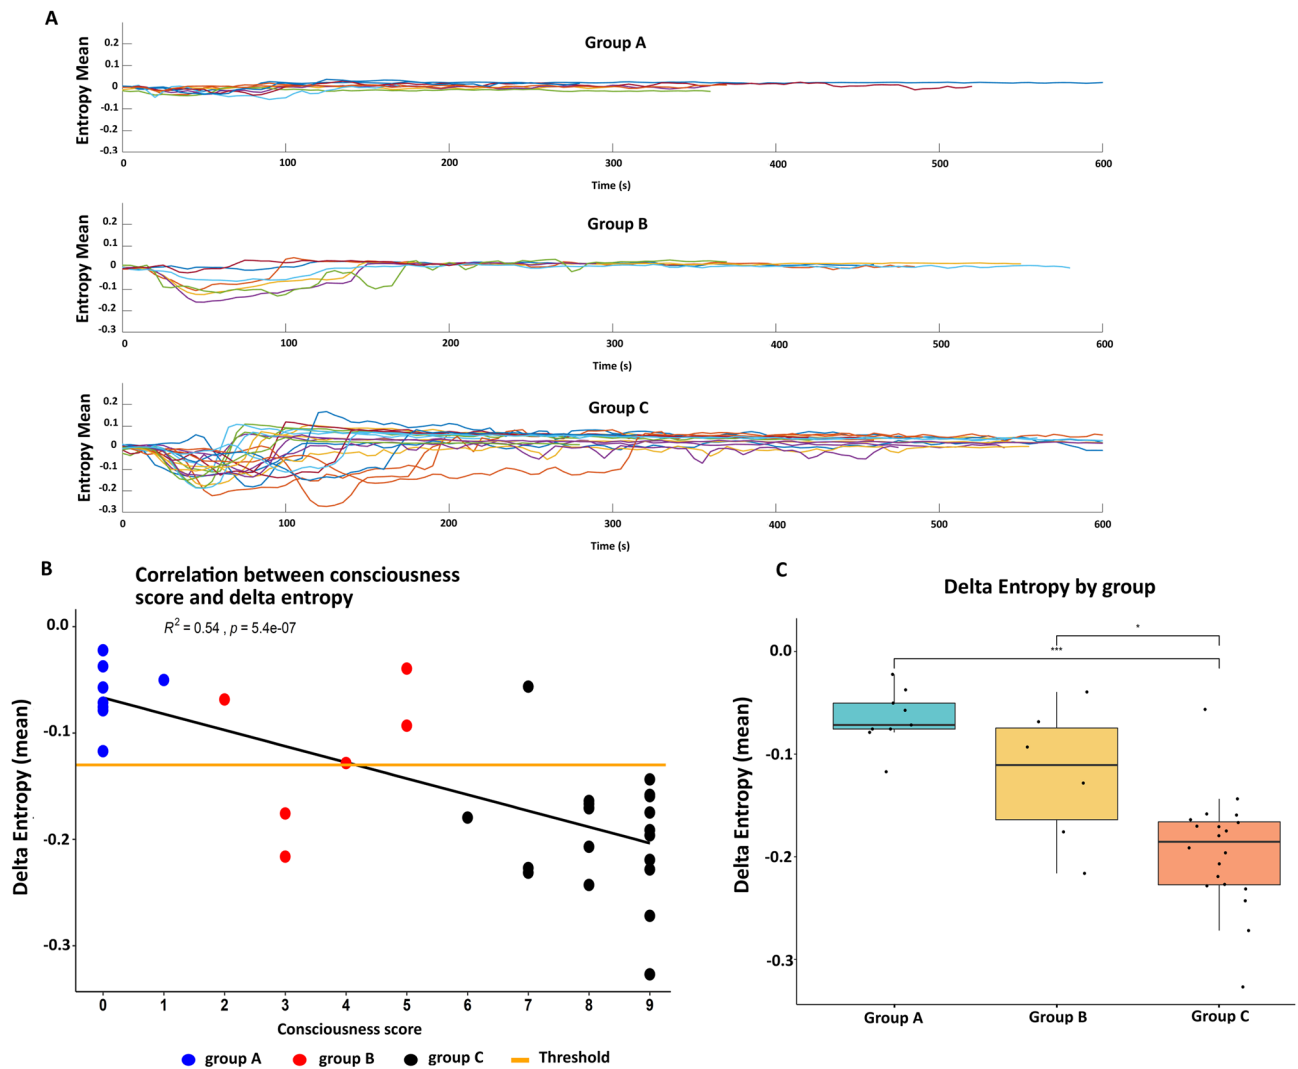 A
Group A
Entropy Mean
0.2
0.1
0
-0.1
-0.2
-0.3
0 100 200 300 400 500 600
Time (s)
Group B
Entropy Mean
0.2
0.1
0
-0.1
-0.2
-0.3
0 100 200 300 400 500 600
Time (s)
Group C
Entropy Mean
0.2
0.1
0
-0.1
-0.2
-0.3
0 100 200 300 400 500 600
Time (s)
B
Correlation between consciousness
score and delta entropy
R² = 0.54 , p = 5.4e-07
Delta Entropy (mean)
0.0
-0.1
-0.2
-0.3
0 1 2 3 4 5 6 7 8 9
Consciousness score
group A group B group C Threshold
C
Delta Entropy by group
*
***
Delta Entropy (mean)
0.0
-0.1
-0.2
-0.3
Group A Group B Group C